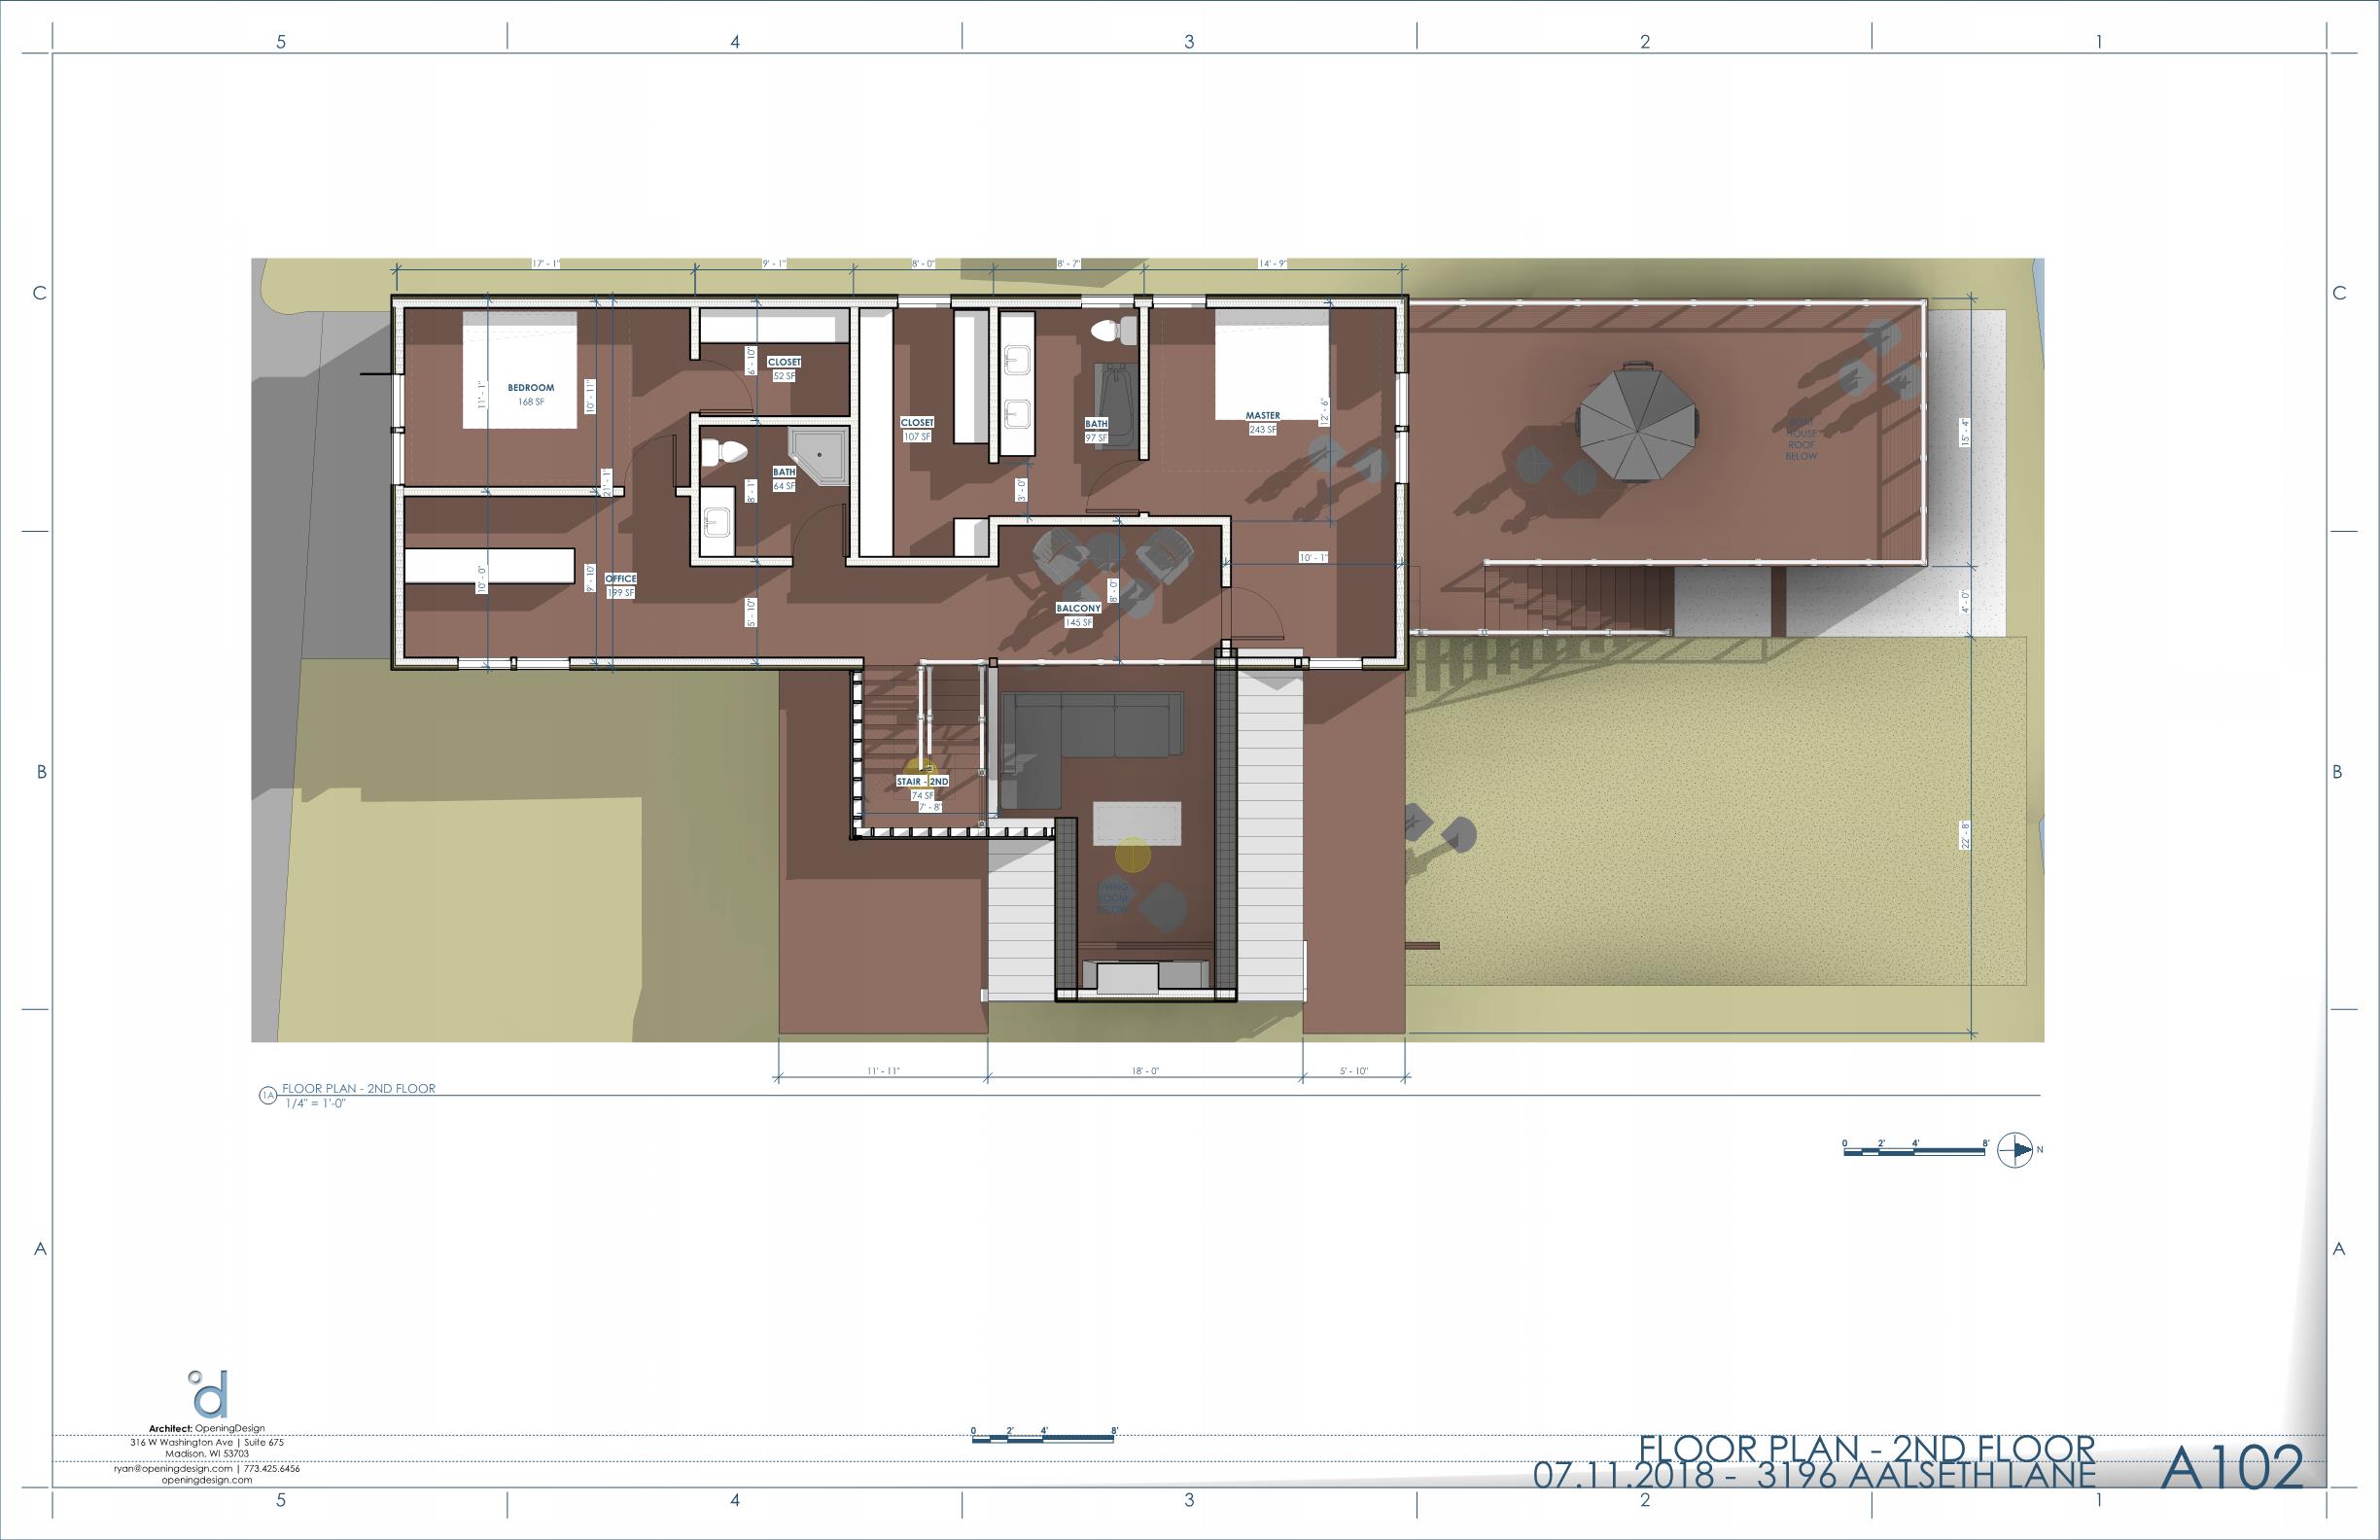 5 4 3 2 1
C C
17' - 1" 9' - 1" 8' - 0" 8' - 7" 14' - 9"
BEDROOM
168 SF
11' - 1"
10' - 11"
21' - 1"
CLOSET
52 SF
6' - 10"
CLOSET
107 SF
BATH
97 SF
MASTER
243 SF
12' - 6"
HOUSE
ROOF
BELOW
15' - 4"
BATH
64 SF
8' - 1"
3' - 0"
10' - 1"
OFFICE
199 SF
10' - 0"
9' - 10"
5' - 10"
BALCONY
145 SF
8' - 0"
4' - 0"
B B
STAIR - 2ND
74 SF
7' - 8"
22' - 8"
LIVING
ROOM
11' - 11" 18' - 0" 5' - 10"
1A FLOOR PLAN - 2ND FLOOR
1/4" = 1'-0"
0 2' 4' 8' N
A A
Architect: OpeningDesign
316 W Washington Ave | Suite 675
Madison, WI 53703
ryan@openingdesign.com | 773.425.6456
openingdesign.com
0 2' 4' 8'
FLOOR PLAN - 2ND FLOOR
07.11.2018 - 3196 AALSETH LANE
A102
5 4 3 2 1